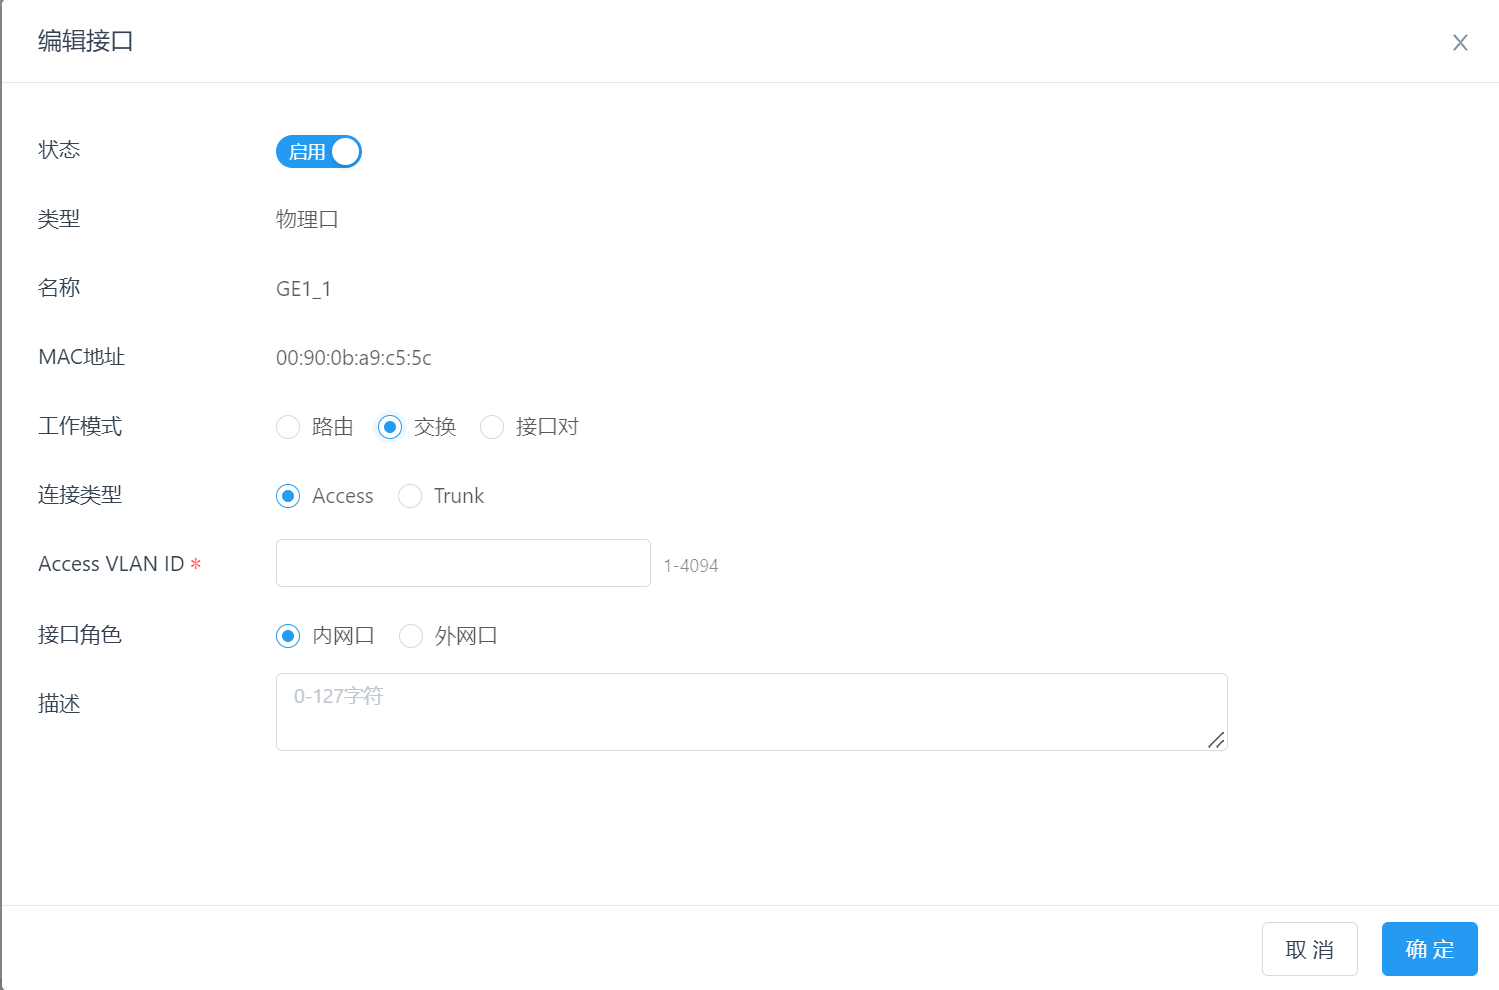 编辑接口
状态 启用
类型 物理口
名称 GE1_1
MAC地址 00:90:0b:a9:c5:5c
工作模式 路由 交换 接口对
连接类型 Access Trunk
Access VLAN ID * 1-4094
接口角色 内网口 外网口
描述 0-127字符
取消 确定